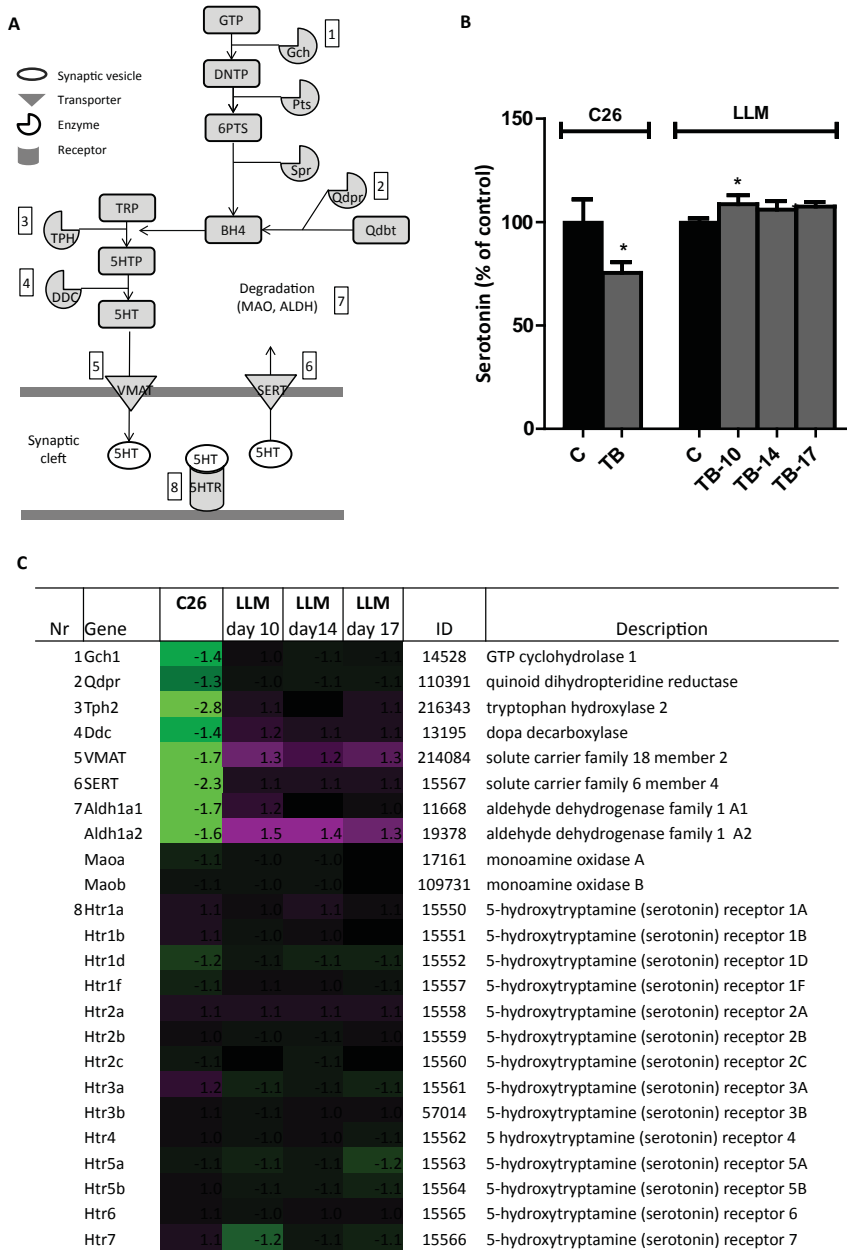 A
Synaptic vesicle
Transporter
Enzyme
Receptor
GTP
Gch
1
DNTP
Pts
6PTS
Spr
Qdpr
2
BH4
Qdbt
3
TRP
TPH
5HTP
4
DDC
5HT
Degradation
(MAO, ALDH)
7
5
VMAT
SERT
6
Synaptic
cleft
5HT
5HT
5HT
8
5HTR
B
C26
LLM
Serotonin (% of control)
150
100
50
0
*
*
C
TB
C
TB-10
TB-14
TB-17
C
C26 LLM LLM LLM
Nr Gene day 10 day14 day 17 ID Description
1 Gch1 -1.4 1.0 -1.1 -1.1 14528 GTP cyclohydrolase 1
2 Qdpr -1.3 -1.0 -1.1 -1.1 110391 quinoid dihydropteridine reductase
3 Tph2 -2.8 1.1 1.1 216343 tryptophan hydroxylase 2
4 Ddc -1.4 1.2 1.1 1.1 13195 dopa decarboxylase
5 VMAT -1.7 1.3 1.2 1.3 214084 solute carrier family 18 member 2
6 SERT -2.3 1.1 1.1 1.1 15567 solute carrier family 6 member 4
7 Aldh1a1 -1.7 1.2 1.0 11668 aldehyde dehydrogenase family 1 A1
Aldh1a2 -1.6 1.5 1.4 1.3 19378 aldehyde dehydrogenase family 1 A2
Maoa -1.1 -1.0 -1.0 17161 monoamine oxidase A
Maob -1.1 -1.0 -1.0 109731 monoamine oxidase B
8 Htr1a 1.1 1.0 1.1 1.1 15550 5-hydroxytryptamine (serotonin) receptor 1A
Htr1b 1.1 -1.0 1.0 15551 5-hydroxytryptamine (serotonin) receptor 1B
Htr1d -1.2 -1.1 -1.1 -1.1 15552 5-hydroxytryptamine (serotonin) receptor 1D
Htr1f -1.1 1.1 1.0 -1.1 15557 5-hydroxytryptamine (serotonin) receptor 1F
Htr2a 1.1 1.1 1.1 1.1 15558 5-hydroxytryptamine (serotonin) receptor 2A
Htr2b 1.0 -1.0 -1.1 1.0 15559 5-hydroxytryptamine (serotonin) receptor 2B
Htr2c -1.1 -1.1 15560 5-hydroxytryptamine (serotonin) receptor 2C
Htr3a 1.2 -1.1 -1.1 -1.1 15561 5-hydroxytryptamine (serotonin) receptor 3A
Htr3b 1.1 -1.1 1.0 1.0 57014 5-hydroxytryptamine (serotonin) receptor 3B
Htr4 1.0 -1.0 1.0 -1.1 15562 5 hydroxytryptamine (serotonin) receptor 4
Htr5a -1.1 -1.1 -1.1 -1.2 15563 5-hydroxytryptamine (serotonin) receptor 5A
Htr5b 1.0 -1.1 -1.1 -1.1 15564 5-hydroxytryptamine (serotonin) receptor 5B
Htr6 1.1 -1.0 1.0 1.0 15565 5-hydroxytryptamine (serotonin) receptor 6
Htr7 1.1 -1.2 -1.1 -1.1 15566 5-hydroxytryptamine (serotonin) receptor 7